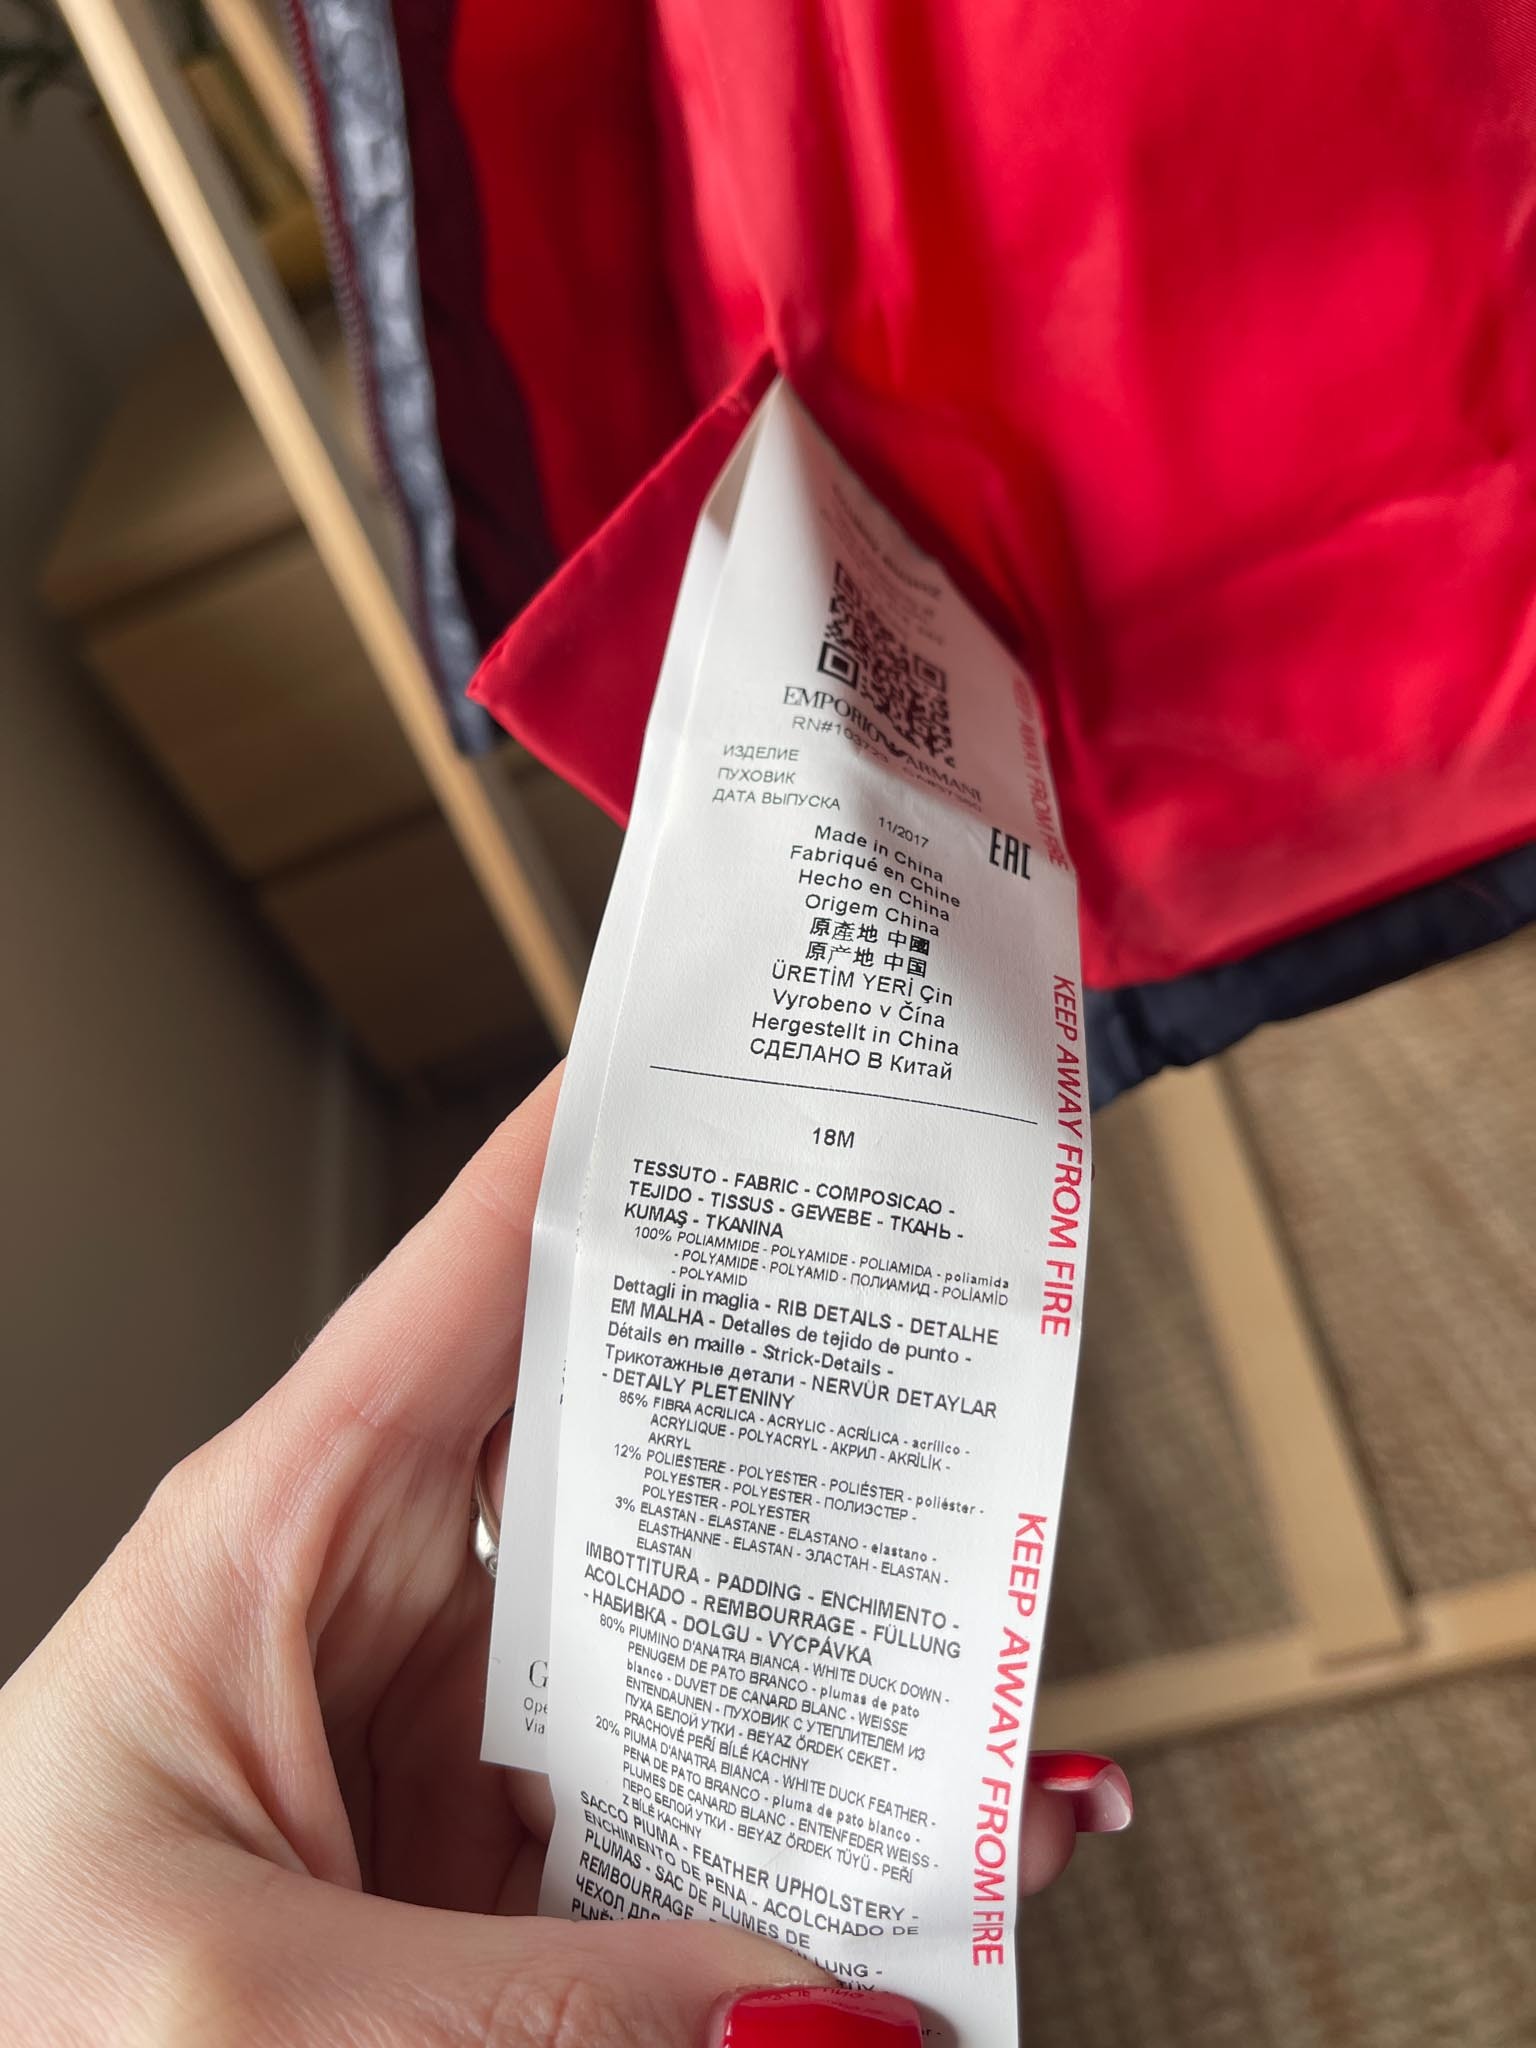 EMPORIO ARMANI
ИЗДЕЛИЕ
ПУХОВИК
ДАТА ВЫПУСКА
11/2017
EAC
Made in China
Fabriqué en Chine
Hecho en China
Origem China
原產地 中國
原产地 中国
ÜRETİM YERİ Çin
Vyrobeno v Čína
Hergestellt in China
СДЕЛАНО В Китай
18M
TESSUTO - FABRIC - COMPOSICAO -
TEJIDO - TISSUS - GEWEBE - ТКАНЬ -
KUMAŞ - TKANINA
100% POLIAMMIDE - POLYAMIDE - POLIAMIDA - poliamida
- POLYAMIDE - POLYAMID - ПОЛИАМИД - POLİAMİD
- POLYAMID
Dettagli in maglia - RIB DETAILS - DETALHE
EM MALHA - Detalles de tejido de punto -
Détails en maille - Strick-Details -
Трикотажные детали - NERVÜR DETAYLAR
- DETAILY PLETENINY
85% FIBRA ACRILICA - ACRYLIC - ACRÍLICA - acrílico -
ACRYLIQUE - POLYACRYL - АКРИЛ - AKRİLİK -
AKRYL
12% POLIESTERE - POLYESTER - POLIÉSTER - poliéster -
POLYESTER - POLYESTER - ПОЛИЭСТЕР -
POLYESTER - POLYESTER
3% ELASTAN - ELASTANE - ELASTANO - elastano -
ELASTHANNE - ELASTAN - ЭЛАСТАН - ELASTAN -
ELASTAN
IMBOTTITURA - PADDING - ENCHIMENTO -
ACOLCHADO - REMBOURRAGE - FÜLLUNG
- НАБИВКА - DOLGU - VYCPÁVKA
80% PIUMINO D'ANATRA BIANCA - WHITE DUCK DOWN -
PENUGEM DE PATO BRANCO - plumas de pato
blanco - DUVET DE CANARD BLANC - WEISSE
ENTENDAUNEN - ПУХОВИК С УТЕПЛИТЕЛЕМ ИЗ
ПУХА БЕЛОЙ УТКИ - BEYAZ ÖRDEK CEKET -
PRACHOVÉ PEŘÍ BÍLÉ KACHNY
20% PIUMA D'ANATRA BIANCA - WHITE DUCK FEATHER -
PENA DE PATO BRANCO - pluma de pato blanco -
PLUMES DE CANARD BLANC - ENTENFEDER WEISS -
ПЕРО БЕЛОЙ УТКИ - BEYAZ ÖRDEK TÜYÜ - PEŘÍ
Z BÍLÉ KACHNY
SACCO PIUMA - FEATHER UPHOLSTERY -
ENCHIMENTO DE PENA - ACOLCHADO DE
PLUMAS - SAC DE PLUMES DE
REMBOURRAGE
ЧЕХОЛ
KEEP AWAY FROM FIRE
KEEP AWAY FROM FIRE
KEEP AWAY FROM FIRE
Via